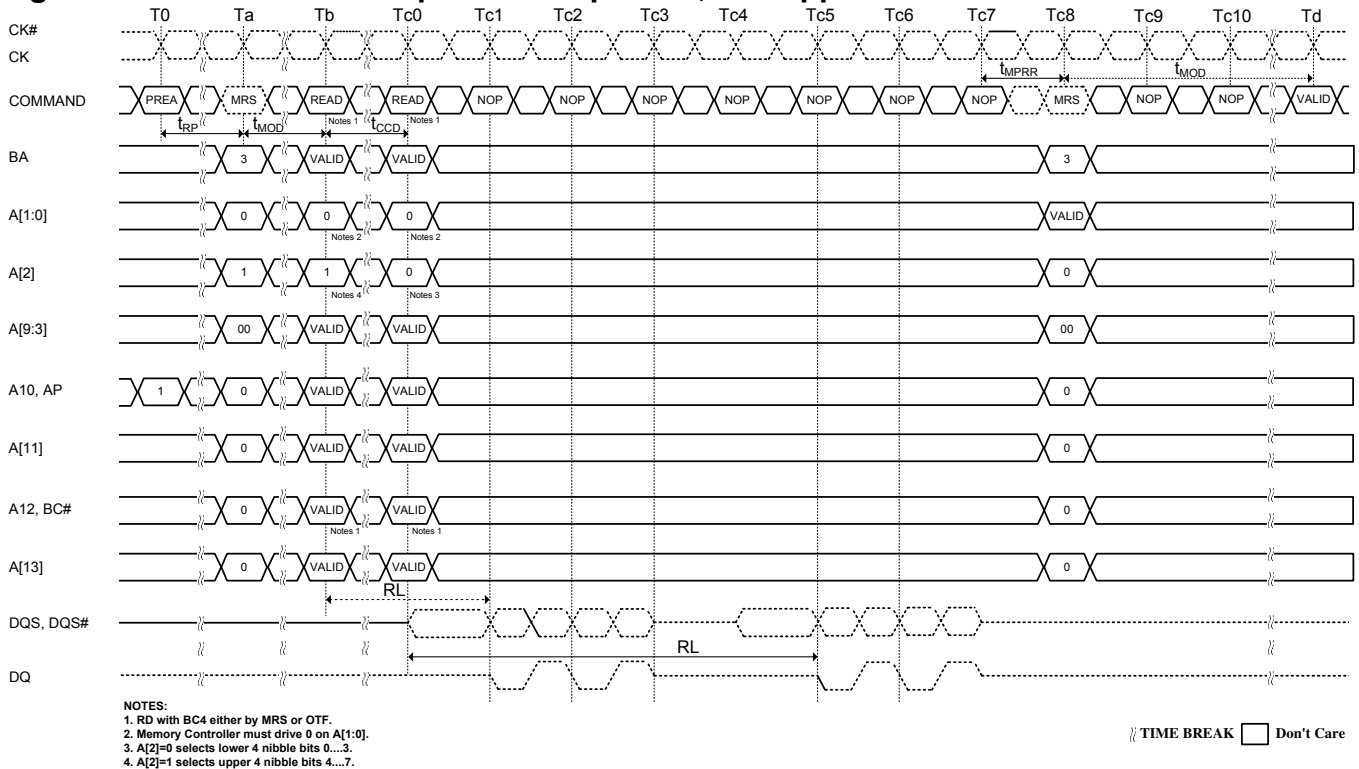 T0 Ta Tb Tc0 Tc1 Tc2 Tc3 Tc4 Tc5 Tc6 Tc7 Tc8 Tc9 Tc10 Td
CK#
CK
tMPRR tMOD
COMMAND PREA MRS READ READ NOP NOP NOP NOP NOP NOP NOP MRS NOP NOP VALID
Notes 1 Notes 1
tRP tMOD tCCD
BA 3 VALID VALID 3
A[1:0] 0 0 0 VALID
Notes 2 Notes 2
A[2] 1 1 0 0
Notes 4 Notes 3
A[9:3] 00 VALID VALID 00
A10, AP 1 0 VALID VALID 0
A[11] 0 VALID VALID 0
A12, BC# 0 VALID VALID 0
Notes 1 Notes 1
A[13] 0 VALID VALID 0
RL
DQS, DQS#
RL
DQ
NOTES:
1. RD with BC4 either by MRS or OTF.
2. Memory Controller must drive 0 on A[1:0].
3. A[2]=0 selects lower 4 nibble bits 0....3.
4. A[2]=1 selects upper 4 nibble bits 4....7.
TIME BREAK Don't Care